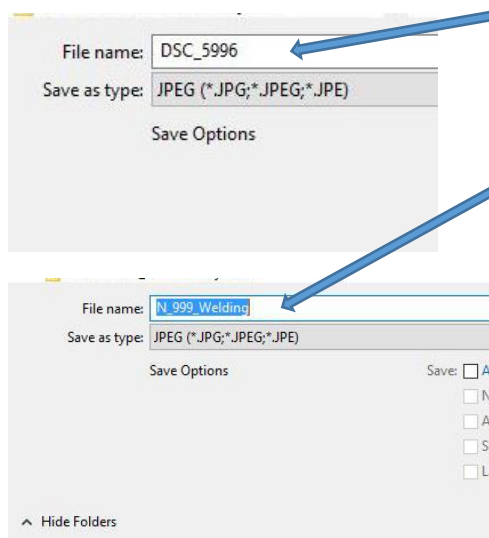 File name: DSC_5996
Save as type: JPEG (*.JPG;*.JPEG;*.JPE)
Save Options
File name: N_999_Welding
Save as type: JPEG (*.JPG;*.JPEG;*.JPE)
Save Options Save: A
N
A
S
L
Hide Folders